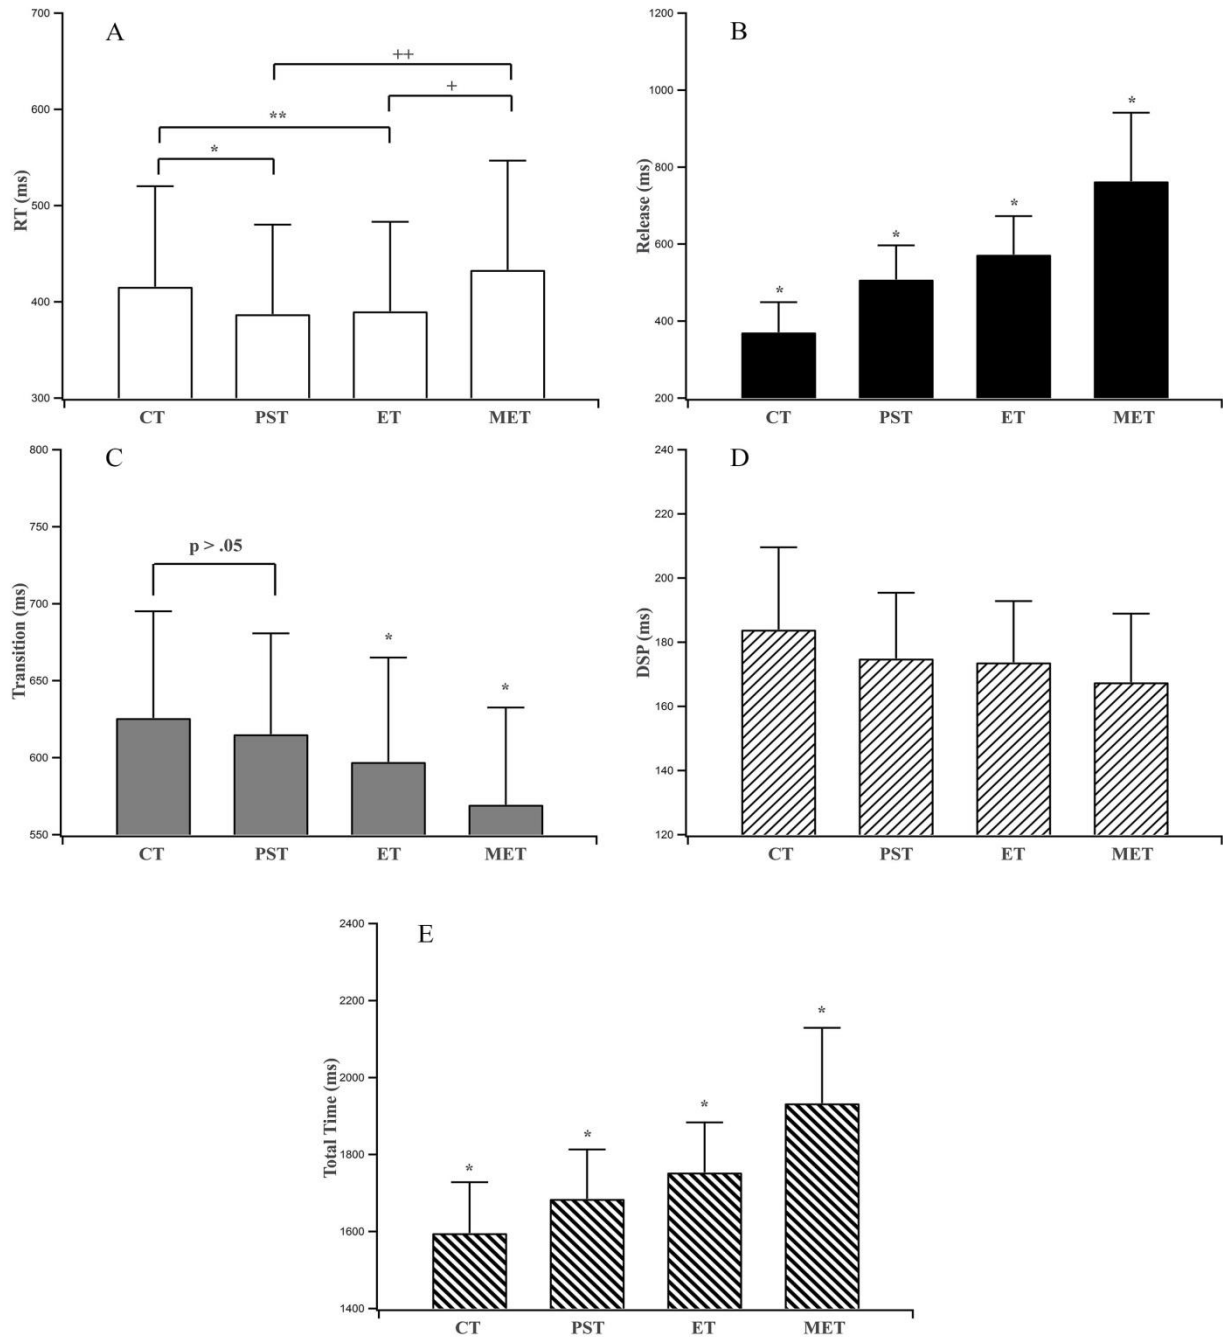 A
RT (ms)
700
600
500
400
300
++
+
**
*
CT PST ET MET
B
Release (ms)
1200
1000
800
600
400
200
*
*
*
*
CT PST ET MET
C
Transition (ms)
800
750
700
650
600
550
p > .05
*
*
CT PST ET MET
D
DSP (ms)
240
220
200
180
160
140
120
CT PST ET MET
E
Total Time (ms)
2400
2200
2000
1800
1600
1400
*
*
*
*
CT PST ET MET